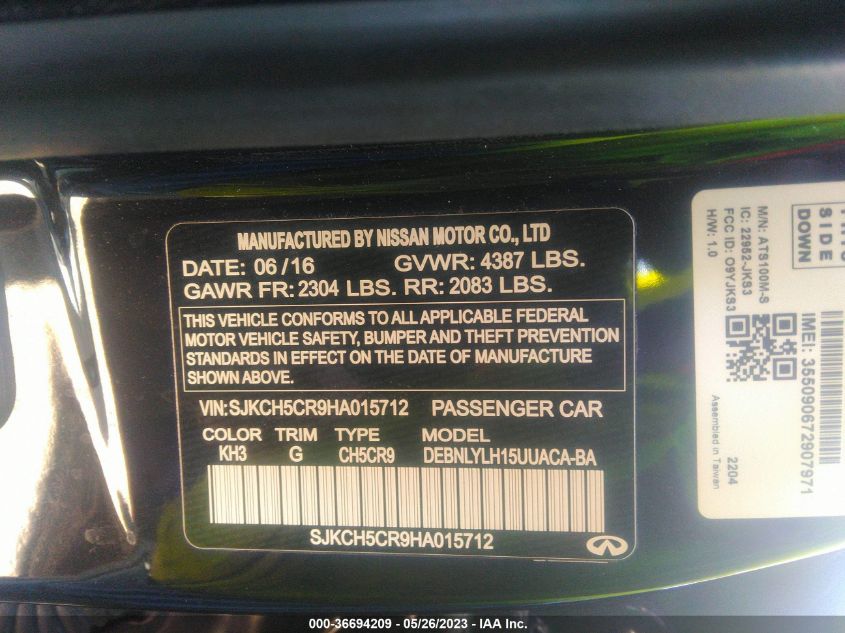 MANUFACTURED BY NISSAN MOTOR CO., LTD
DATE: 06/16 GVWR: 4387 LBS.
GAWR FR: 2304 LBS. RR: 2083 LBS.
THIS VEHICLE CONFORMS TO ALL APPLICABLE FEDERAL
MOTOR VEHICLE SAFETY, BUMPER AND THEFT PREVENTION
STANDARDS IN EFFECT ON THE DATE OF MANUFACTURE
SHOWN ABOVE.
VIN: SJKCH5CR9HA015712 PASSENGER CAR
COLOR TRIM TYPE MODEL
KH3 G CH5CR9 DEBNLYLH15UUACA-BA
SJKCH5CR9HA015712
SIDE
DOWN
M/N: ATS100M-S
IC: 22952-JKS3
FCC ID: O9YJKS3
H/W: 1.0
IMEI: 355090672907971
2204
Assembled in Taiwan
000-36694209 - 05/26/2023 - IAA Inc.